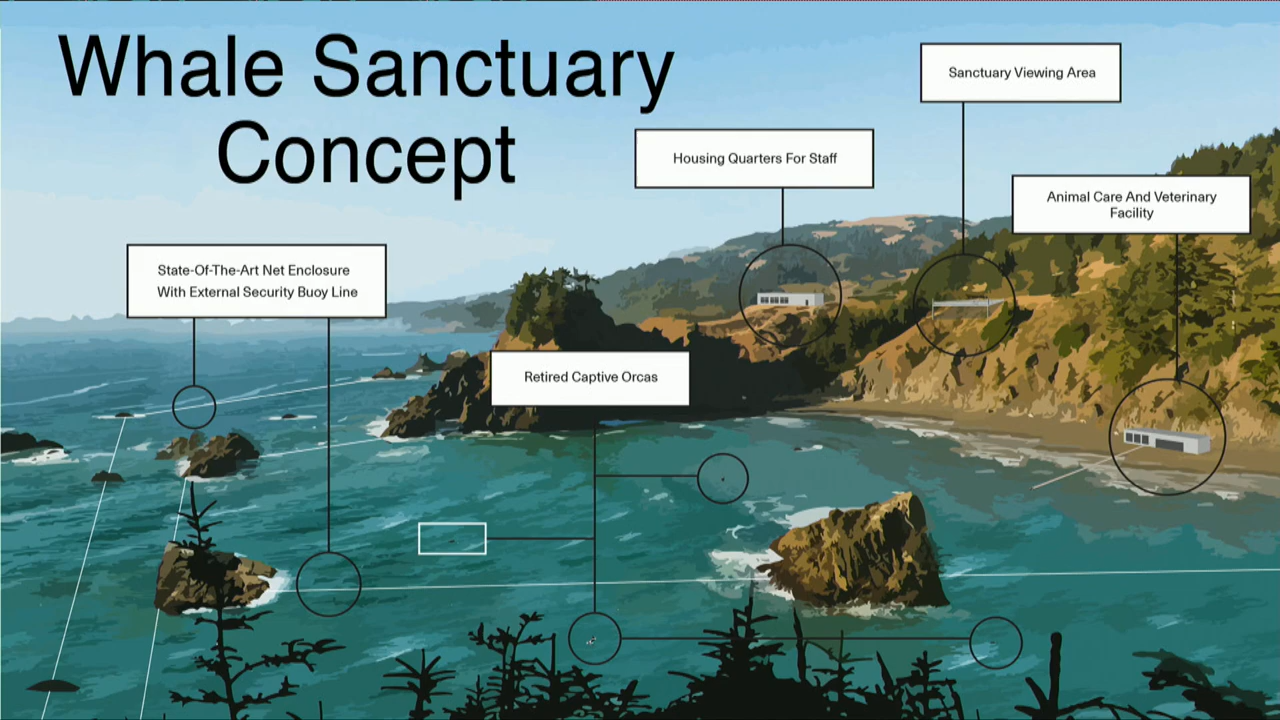 Whale Sanctuary
Concept
Sanctuary Viewing Area
Housing Quarters For Staff
Animal Care And Veterinary
Facility
State-Of-The-Art Net Enclosure
With External Security Buoy Line
Retired Captive Orcas